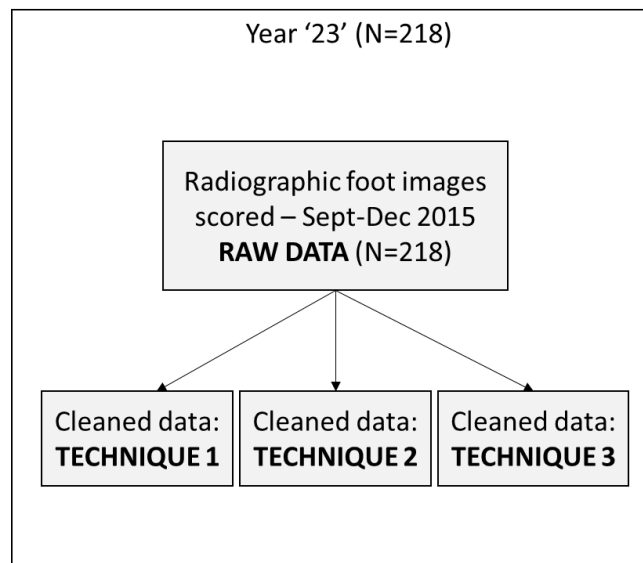 Year ‘23’ (N=218)
Radiographic foot images
scored – Sept-Dec 2015
RAW DATA (N=218)
Cleaned data:
TECHNIQUE 1
Cleaned data:
TECHNIQUE 2
Cleaned data:
TECHNIQUE 3